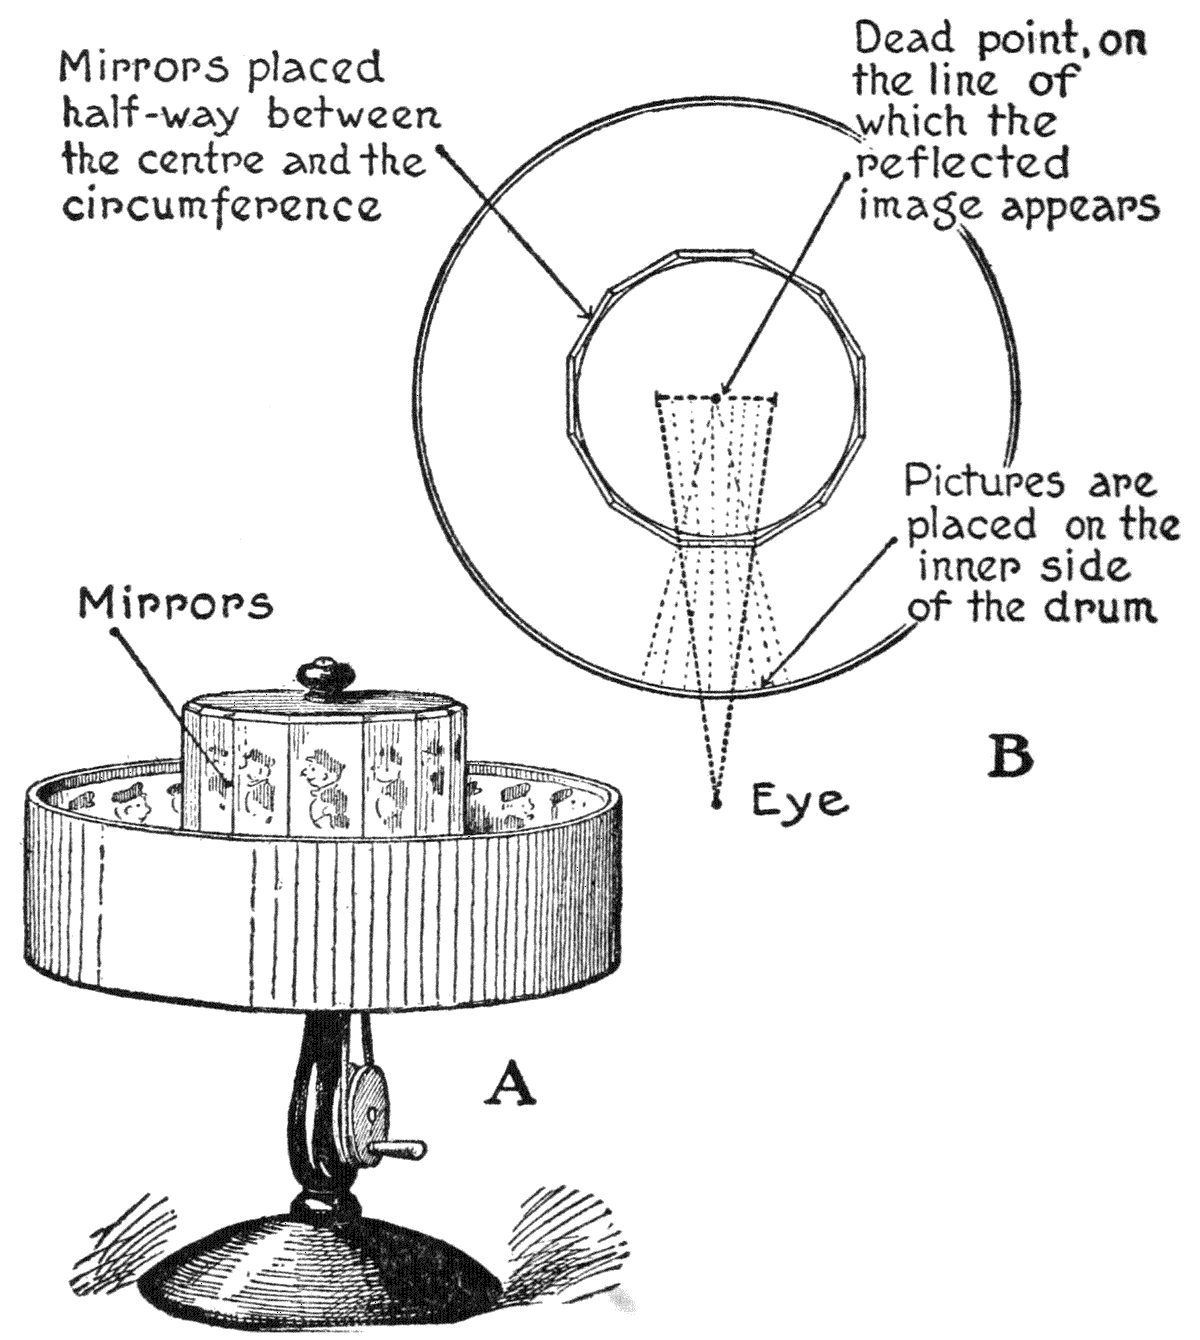 Mirrors placed
half-way between
the centre and the
circumference
Dead point, on
the line of
which the
reflected
image appears
Pictures are
placed on the
inner side
of the drum
Mirrors
B
Eye
A